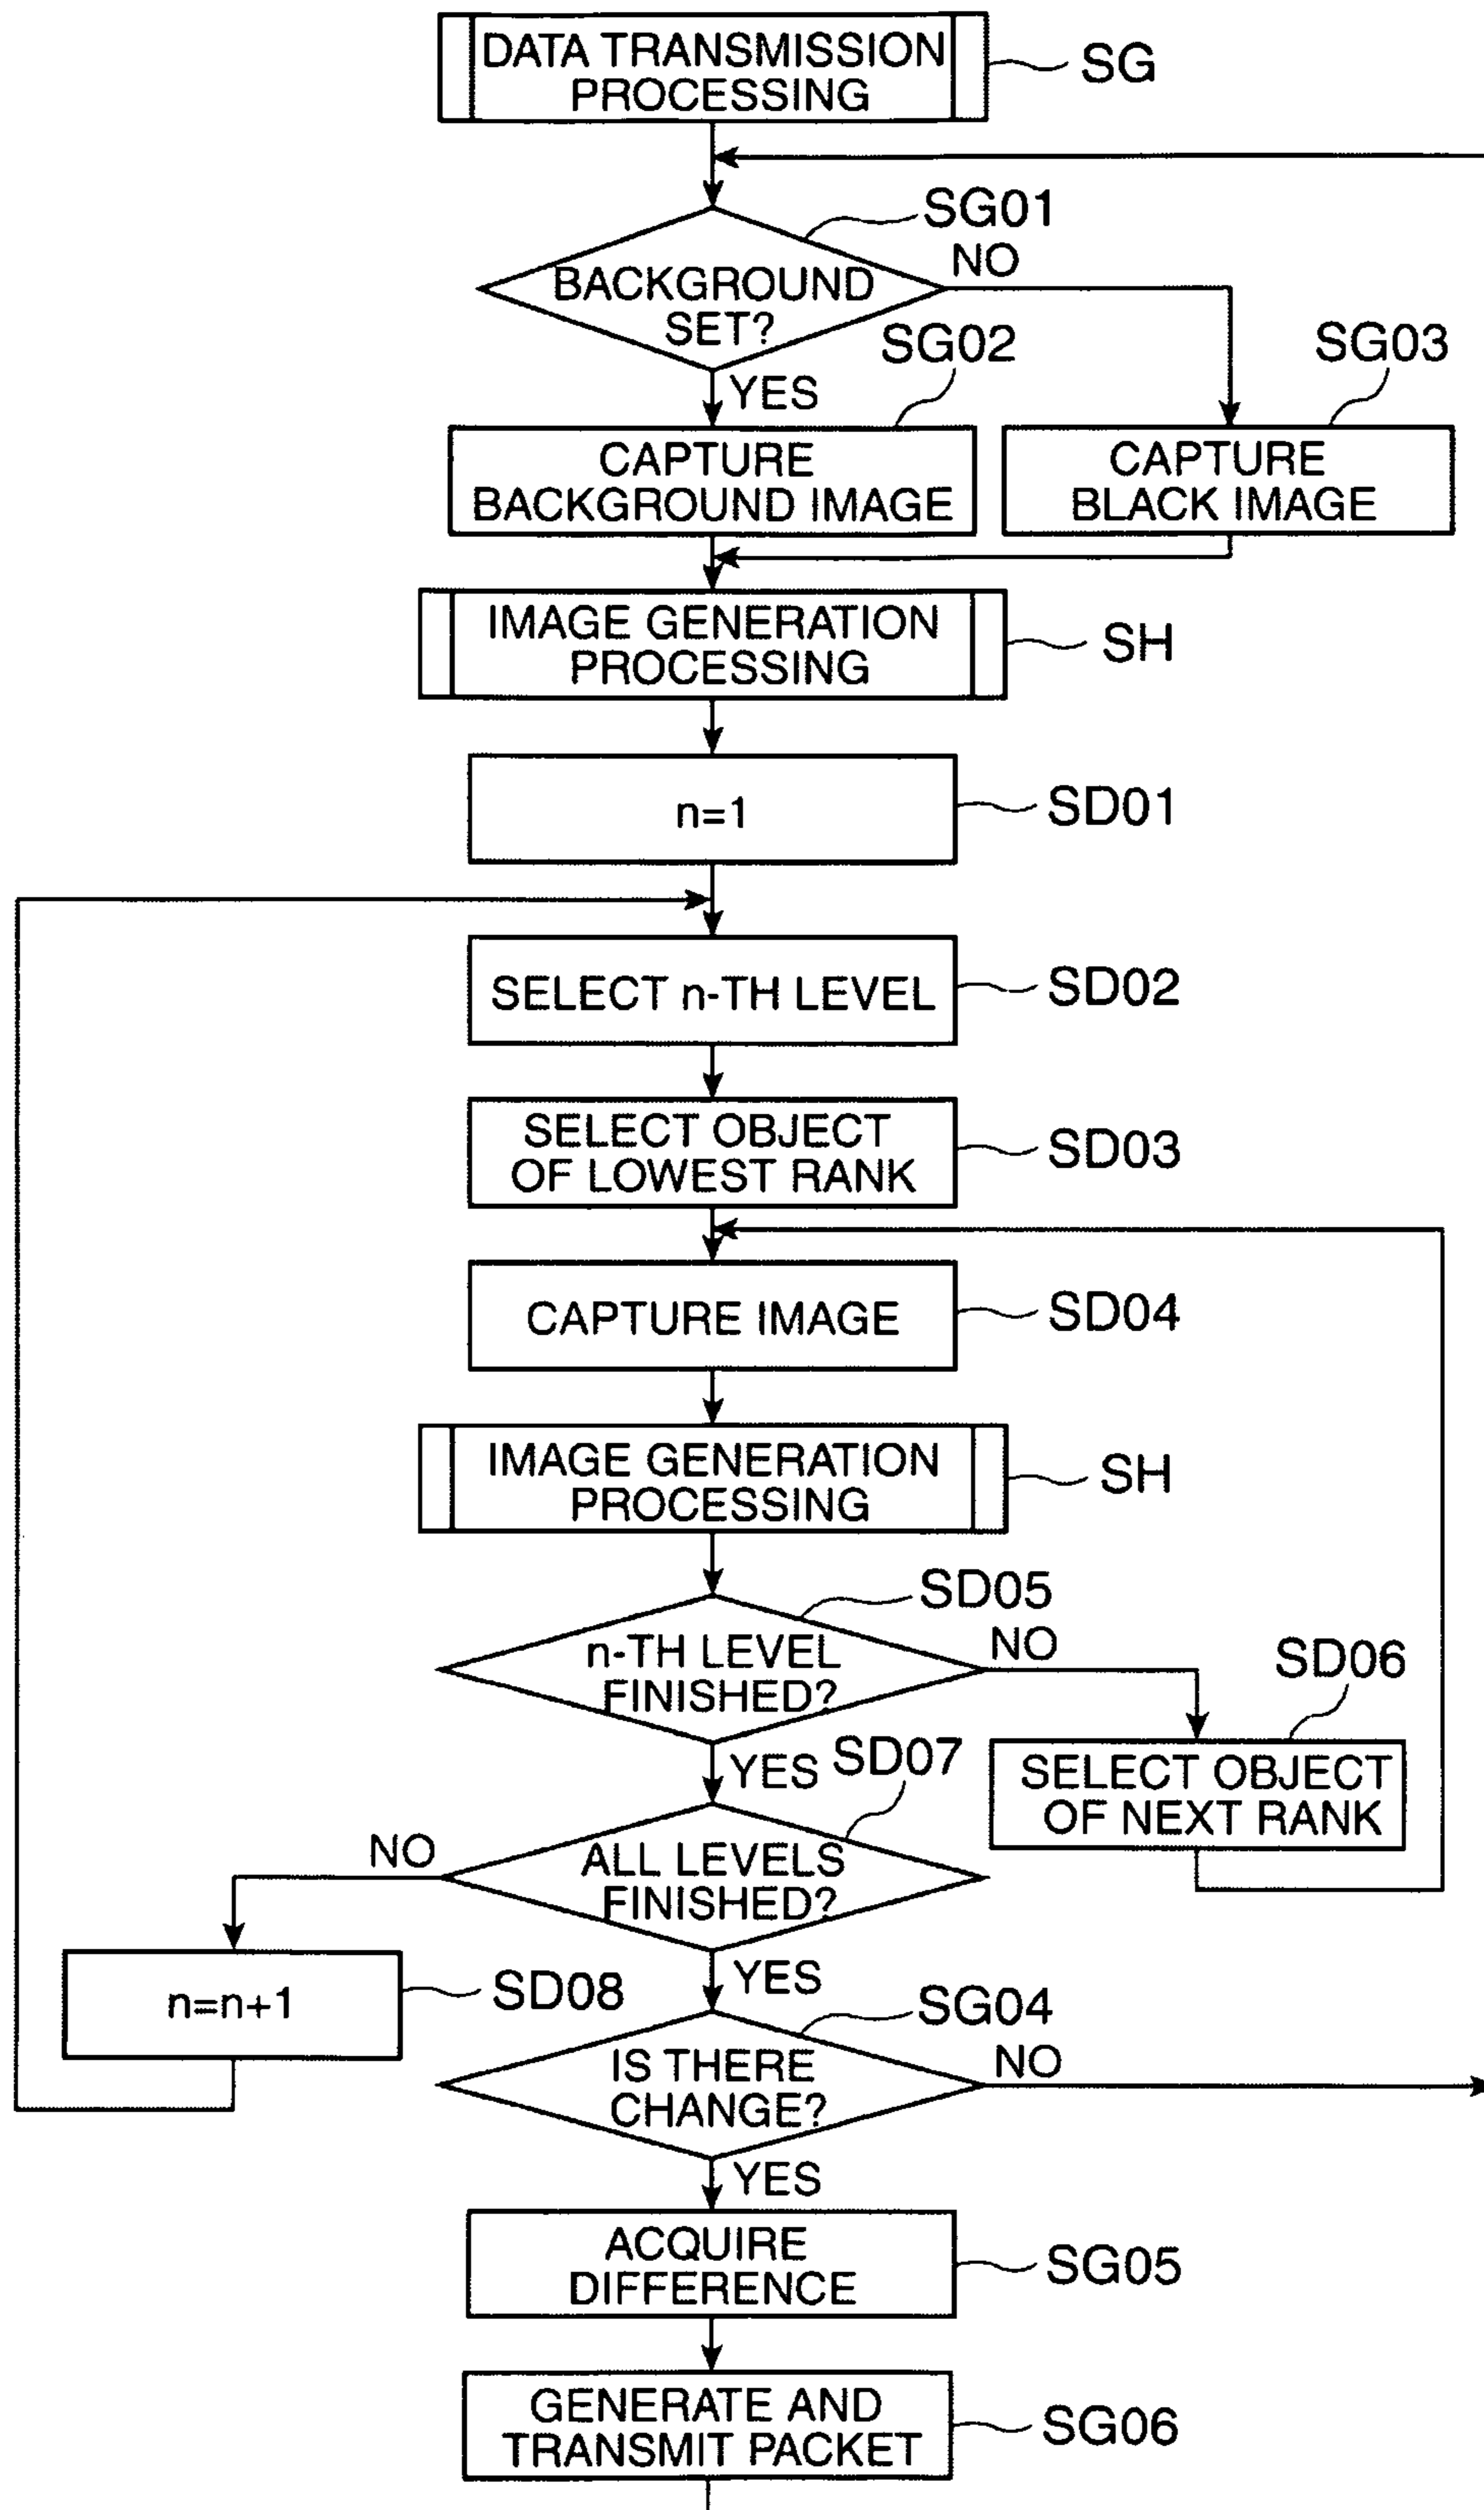 DATA TRANSMISSION
PROCESSING
SG
SG01
NO
BACKGROUND
SET?
SG02
SG03
YES
CAPTURE
BACKGROUND IMAGE
CAPTURE
BLACK IMAGE
IMAGE GENERATION
PROCESSING
SH
n=1
SD01
SELECT n-TH LEVEL
SD02
SELECT OBJECT
OF LOWEST RANK
SD03
CAPTURE IMAGE
SD04
IMAGE GENERATION
PROCESSING
SH
SD05
n-TH LEVEL
FINISHED?
NO
SD06
YES
SD07
SELECT OBJECT
OF NEXT RANK
NO
ALL LEVELS
FINISHED?
YES
n=n+1
SD08
SG04
IS THERE
CHANGE?
NO
YES
ACQUIRE
DIFFERENCE
SG05
GENERATE AND
TRANSMIT PACKET
SG06